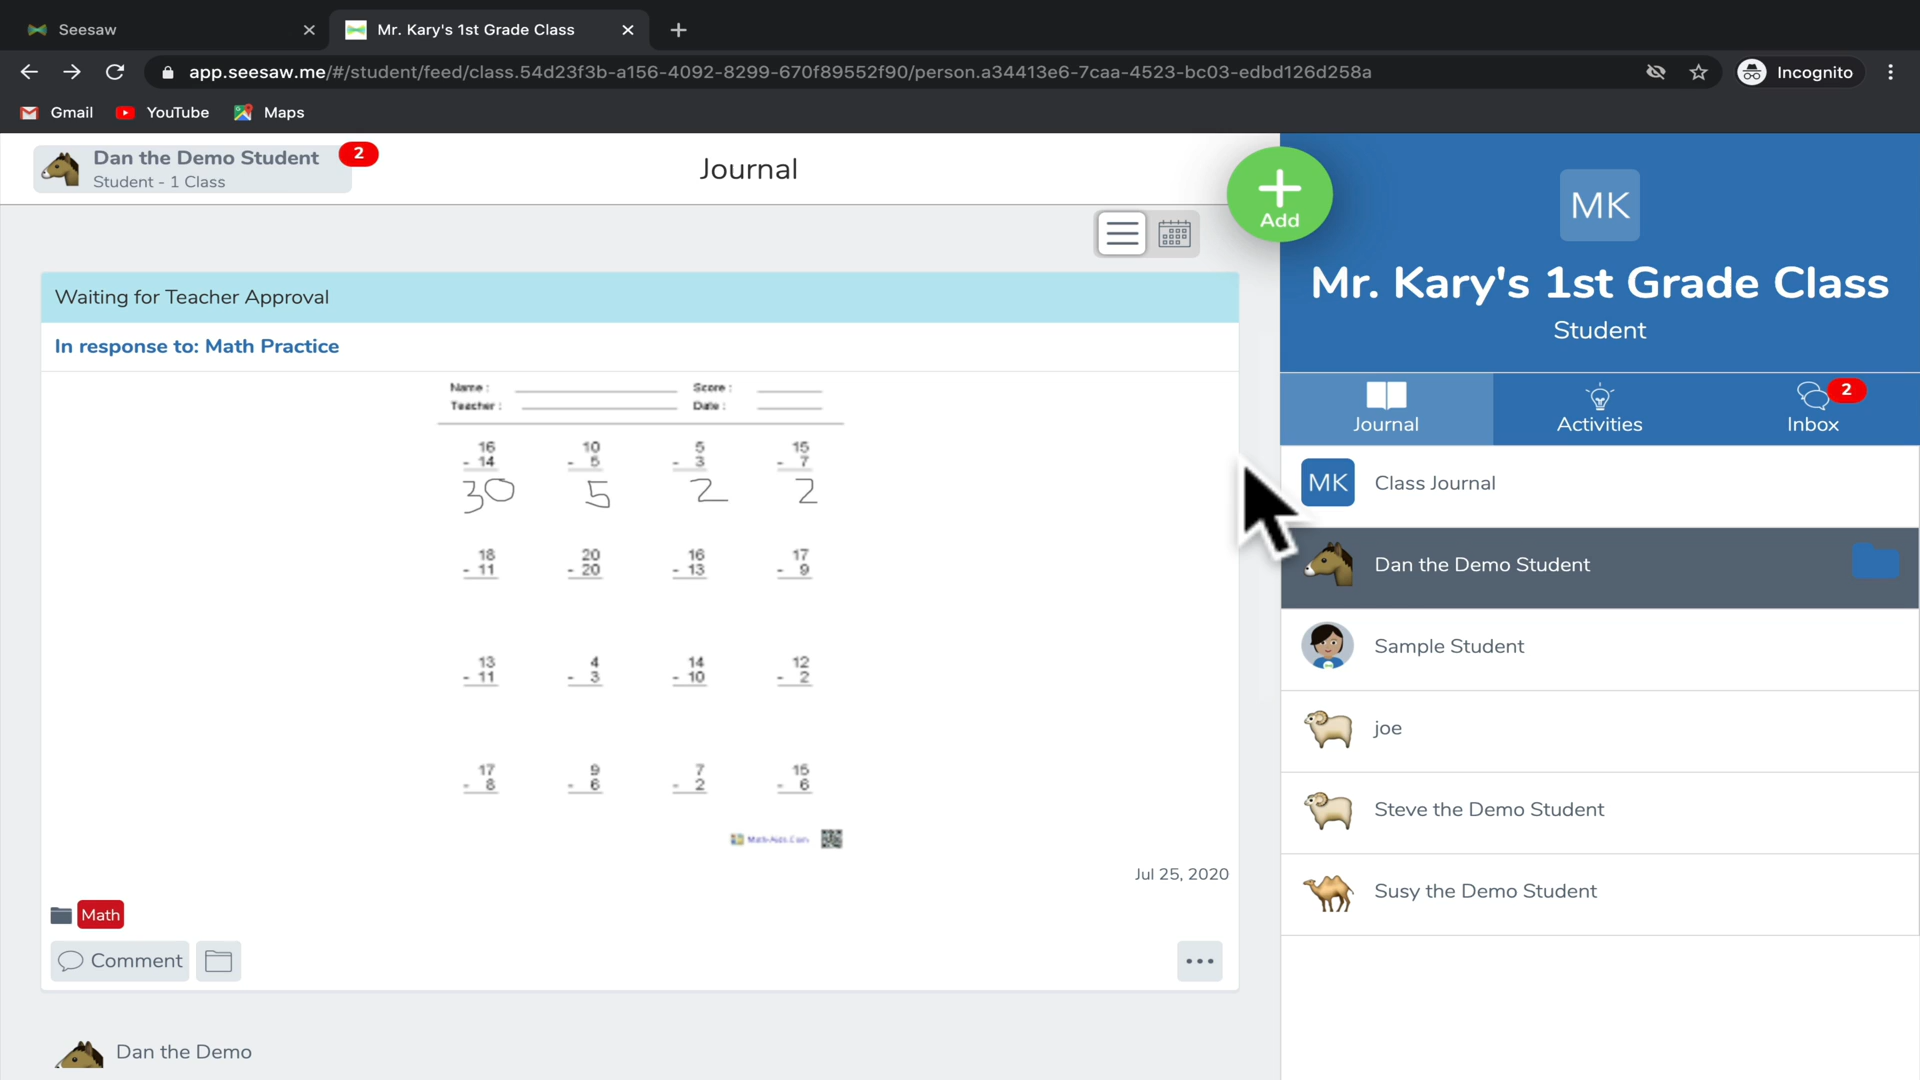 Seesaw
Mr. Kary's 1st Grade Class
app.seesaw.me/#/student/feed/class.54d23f3b-a156-4092-8299-670f89552f90/person.a34413e6-7caa-4523-bc03-edbd126d258a
Incognito
Gmail
YouTube
Maps
Dan the Demo Student
Student - 1 Class
2
Journal
Add
Waiting for Teacher Approval
In response to: Math Practice
Name : Score :
Teacher : Date :
16 10 5 15
- 14 - 5 - 3 - 7
30 5 2 2
18 20 16 17
- 11 - 20 - 13 - 9
13 4 14 12
- 11 - 3 - 10 - 2
17 9 7 15
- 8 - 6 - 2 - 6
Math-Aids.Com
Jul 25, 2020
Math
Comment
Dan the Demo
MK
Mr. Kary's 1st Grade Class
Student
Journal
Activities
Inbox
2
MK Class Journal
Dan the Demo Student
Sample Student
joe
Steve the Demo Student
Susy the Demo Student